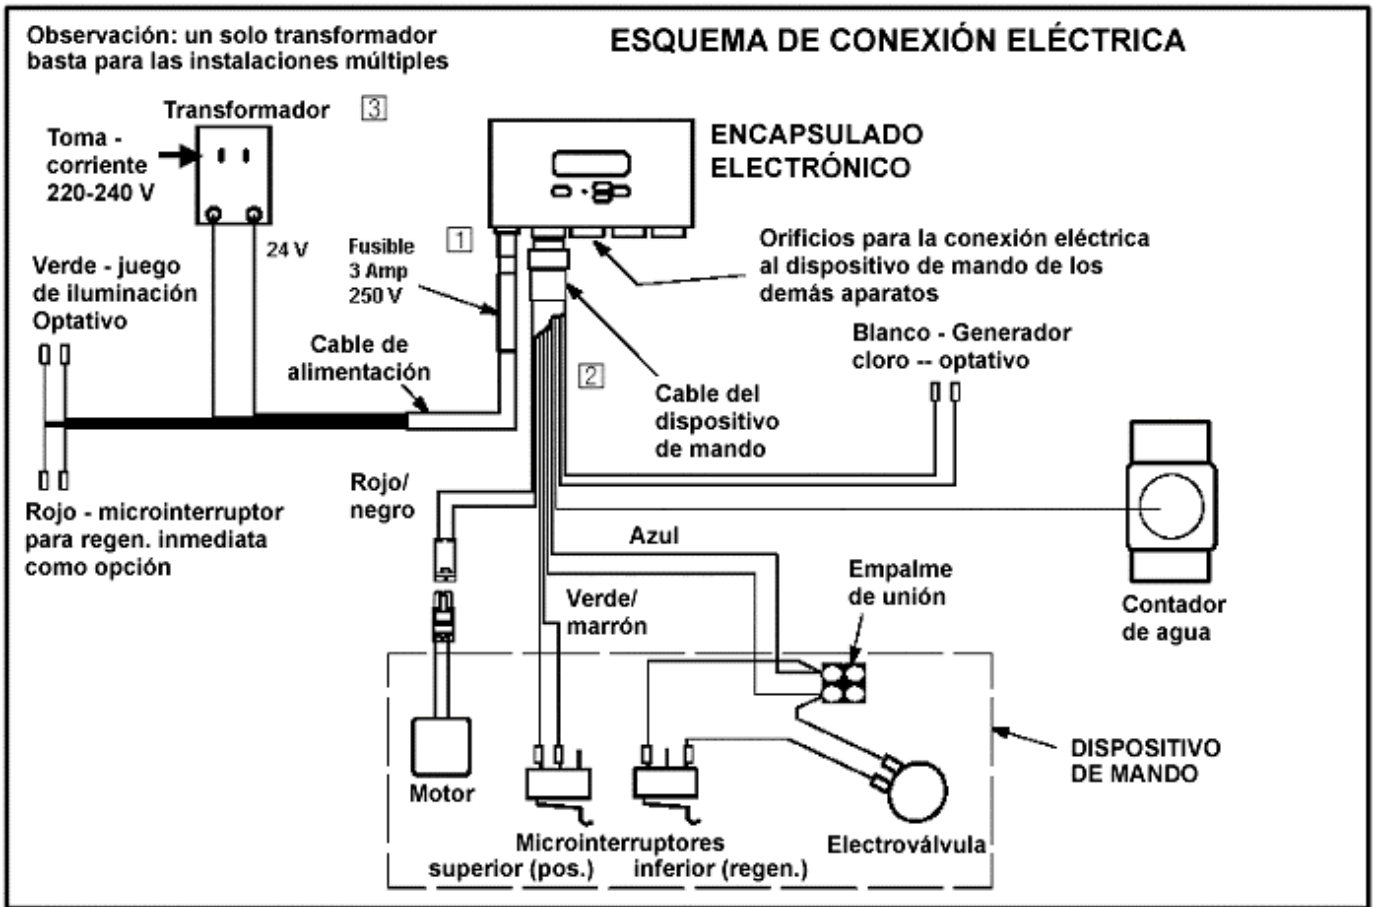 Observación: un solo transformador
basta para las instalaciones múltiples
ESQUEMA DE CONEXIÓN ELÉCTRICA
Transformador
3
Toma -
corriente
220-240 V
ENCAPSULADO
ELECTRÓNICO
24 V
1
Fusible
3 Amp
250 V
Orificios para la conexión eléctrica
al dispositivo de mando de los
demás aparatos
Verde - juego
de iluminación
Optativo
Cable de
alimentación
2
Cable del
dispositivo
de mando
Blanco - Generador
cloro -- optativo
Rojo - microinterruptor
para regen. inmediata
como opción
Rojo/
negro
Azul
Verde/
marrón
Empalme
de unión
Contador
de agua
Motor
Microinterruptores
superior (pos.) inferior (regen.)
Electroválvula
DISPOSITIVO
DE MANDO